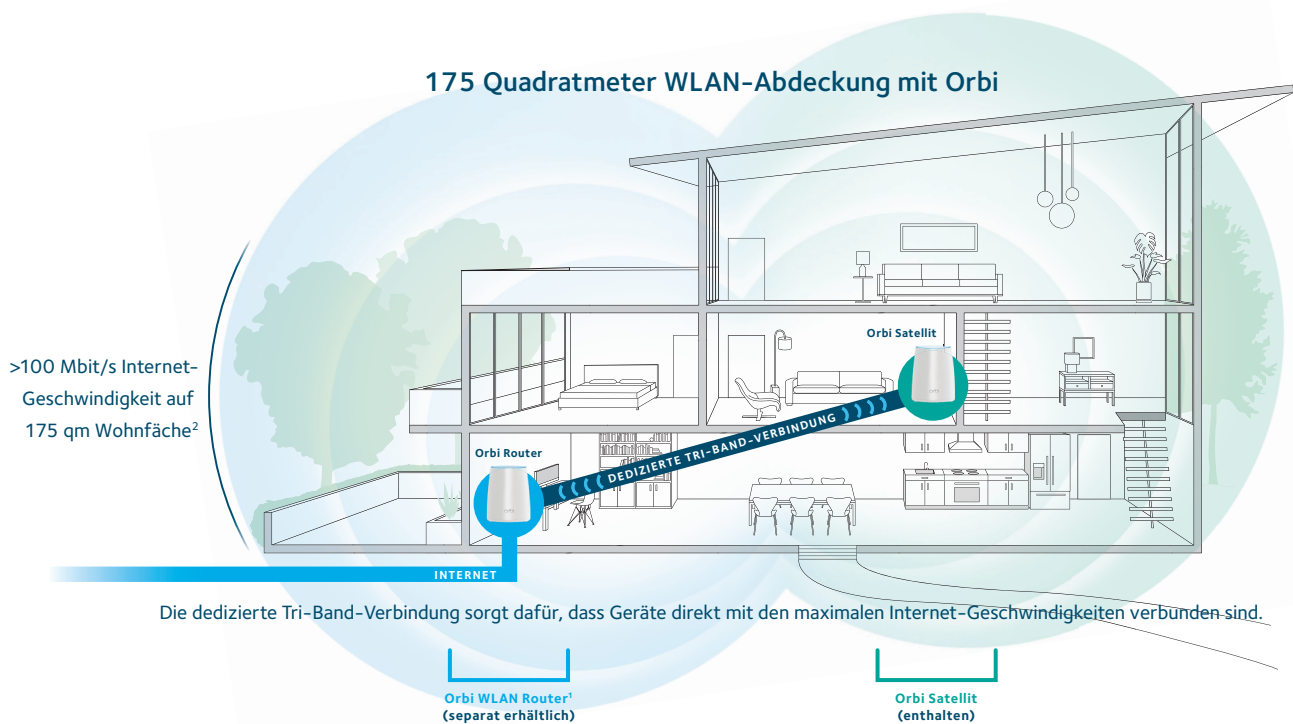 175 Quadratmeter WLAN-Abdeckung mit Orbi
Orbi Satellit
>100 Mbit/s Internet-
Geschwindigkeit auf
175 qm Wohnfäche²
DEDIZIERTE TRI-BAND-VERBINDUNG
Orbi Router
orbi
orbi
INTERNET
Die dedizierte Tri-Band-Verbindung sorgt dafür, dass Geräte direkt mit den maximalen Internet-Geschwindigkeiten verbunden sind.
Orbi WLAN Router¹
(separat erhältlich)
Orbi Satellit
(enthalten)